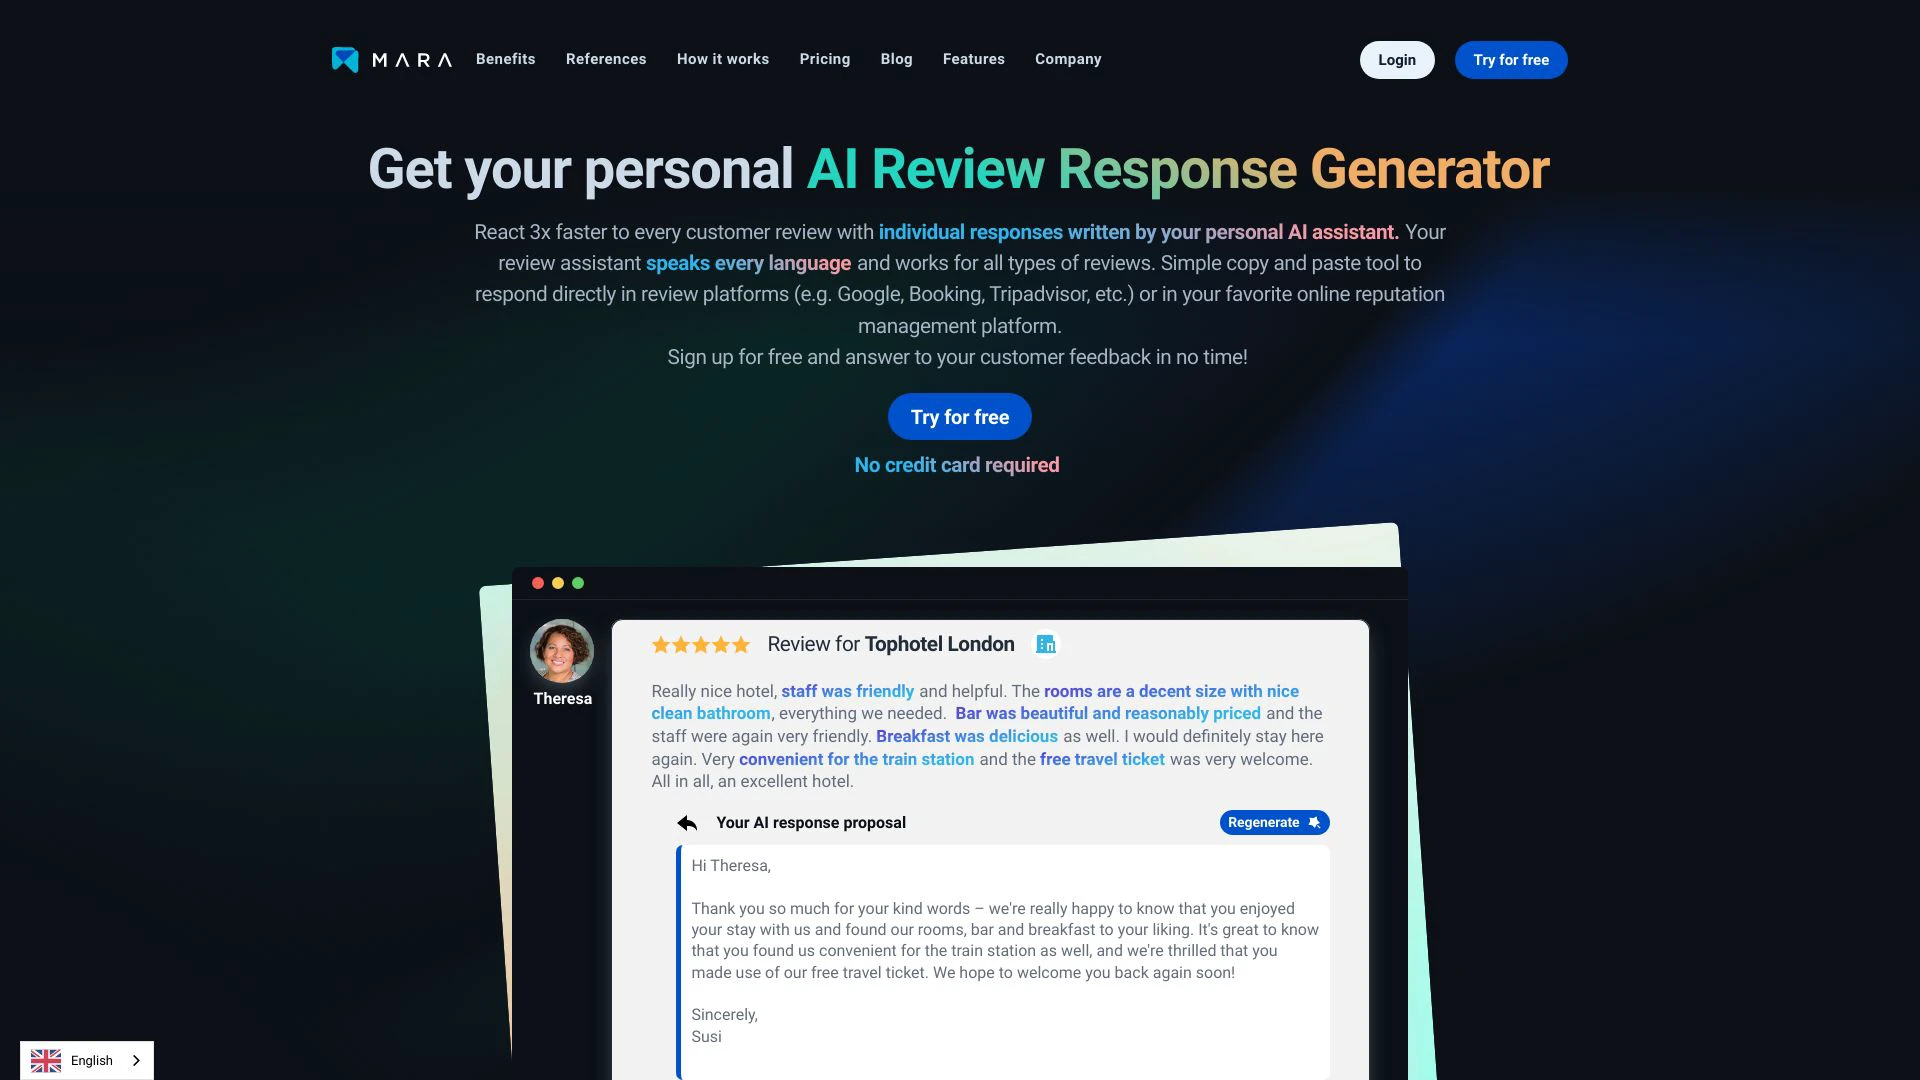 MARA
Benefits
References
How it works
Pricing
Blog
Features
Company
Login
Try for free
Get your personal AI Review Response Generator
React 3x faster to every customer review with individual responses written by your personal AI assistant. Your
review assistant speaks every language and works for all types of reviews. Simple copy and paste tool to
respond directly in review platforms (e.g. Google, Booking, Tripadvisor, etc.) or in your favorite online reputation
management platform.
Sign up for free and answer to your customer feedback in no time!
Try for free
No credit card required
Theresa
Review for Tophotel London
Really nice hotel, staff was friendly and helpful. The rooms are a decent size with nice
clean bathroom, everything we needed. Bar was beautiful and reasonably priced and the
staff were again very friendly. Breakfast was delicious as well. I would definitely stay here
again. Very convenient for the train station and the free travel ticket was very welcome.
All in all, an excellent hotel.
Your AI response proposal
Regenerate
Hi Theresa,
Thank you so much for your kind words – we're really happy to know that you enjoyed
your stay with us and found our rooms, bar and breakfast to your liking. It's great to know
that you found us convenient for the train station as well, and we're thrilled that you
made use of our free travel ticket. We hope to welcome you back again soon!
Sincerely,
Susi
English